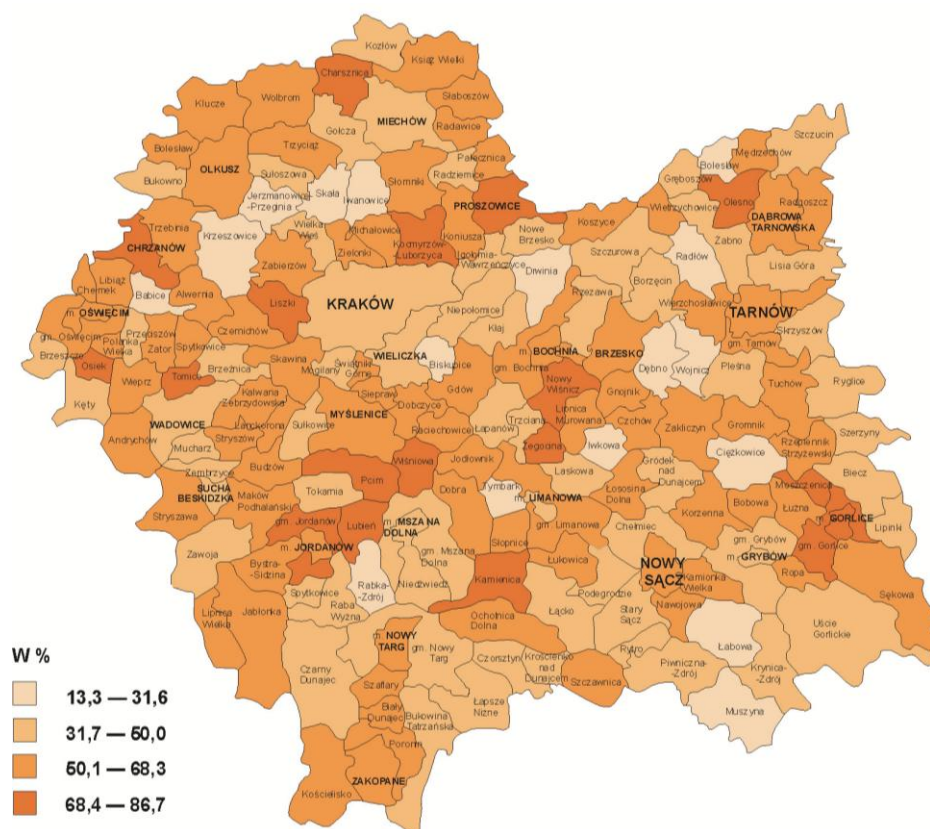 Kozłów
Książ Wielki
Charsznica
Klucze
Wolbrom
Słaboszów
MIECHÓW
Gołcza
Radawice
Bolesław
Trzyciąż
OLKUSZ
Pałecznica
Radziemice
Bukowno
Sułoszowa
Skała
Słomniki
Jerzmanowice-
Przeginia
Iwanowice
PROSZOWICE
Szczucin
Bolesław
Mędrzechów
Gręboszów
Olesno
Radgoszcz
Wietrzychowice
DĄBROWA
TARNOWSKA
Trzebinia
Krzeszowice
Wielka
Wieś
Michałowice
Kocmyrzów-
Luborzyca
Koniusza
Nowe
Brzesko
Koszyce
CHRZANÓW
Zabierzów
Zielonki
Igołomia-
Wawrzeńczyce
Szczurowa
Żabno
Radłów
Lisia Góra
Libiąż
Chełmek
Babice
Alwernia
Liszki
KRAKÓW
Drwinia
Rzezawa
Borzęcin
Wierzchosławice
TARNÓW
m.
OŚWIĘCIM
gm. Oświęcim
Przeciszów
Czernichów
Niepołomice
Kłaj
Skrzyszów
gm. Tarnów
Brzeszcze
Polanka
Wielka
Zator
Spytkowice
Skawina
WIELICZKA
Biskupice
m.
BOCHNIA
BRZESKO
Dębno
Wojnicz
Pleśna
Osiek
Wieprz
Tomice
Brzeźnica
Mogilany
Świątniki
Górne
gm. Bochnia
Nowy
Wiśnicz
Tuchów
Ryglice
Kęty
Kalwaria
Zebrzydowska
Siepraw
Gdów
Gnojnik
Andrychów
WADOWICE
Lanckorona
MYŚLENICE
Dobczyce
Trzciana
Lipnica
Murowana
Czchów
Zakliczyn
Gromnik
Szerzyny
Mucharz
Stryszów
Sułkowice
Raciechowice
Łapanów
Żegocina
Iwkowa
Rzepiennik
Strzyżewski
Ciężkowice
Zembrzyce
Budzów
Wiśniowa
Jodłownik
Laskowa
Gródek
nad
Dunajcem
Biecz
SUCHA
BESKIDZKA
Maków
Podhalański
Tokarnia
Pcim
Dobra
Tymbark
m.
LIMANOWA
Łososina
Dolna
Moszczenica
Stryszawa
Łużna
m.
GORLICE
Bobowa
Korzenna
gm. Jordanów
Lubień
m.
MSZANA
DOLNA
Słopnice
gm. Limanowa
Chełmiec
Lipinki
Zawoja
m.
JORDANÓW
gm. Mszana
Dolna
gm. Grybów
m.
GRYBÓW
gm. Gorlice
Bystra-
Sidzina
Niedźwiedź
Kamienica
Łukowica
NOWY
SĄCZ
Kamionka
Wielka
Ropa
Sękowa
Spytkowice
Rabka-
Zdrój
Podegrodzie
Nawojowa
Lipnica
Wielka
Jabłonka
Raba
Wyżna
Łącko
Stary
Sącz
Uście
Gorlickie
Ochotnica
Dolna
Łabowa
m.
NOWY
TARG
gm. Nowy
Targ
Czorsztyn
Krościenko
nad
Dunajcem
Rytro
Piwniczna-
Zdrój
Krynica-
Zdrój
Czarny
Dunajec
Szczawnica
Szaflary
Łapsze
Niżne
Muszyna
Biały
Dunajec
Bukowina
Tatrzańska
Poronin
ZAKOPANE
Kościelisko
W %
13,3 — 31,6
31,7 — 50,0
50,1 — 68,3
68,4 — 86,7